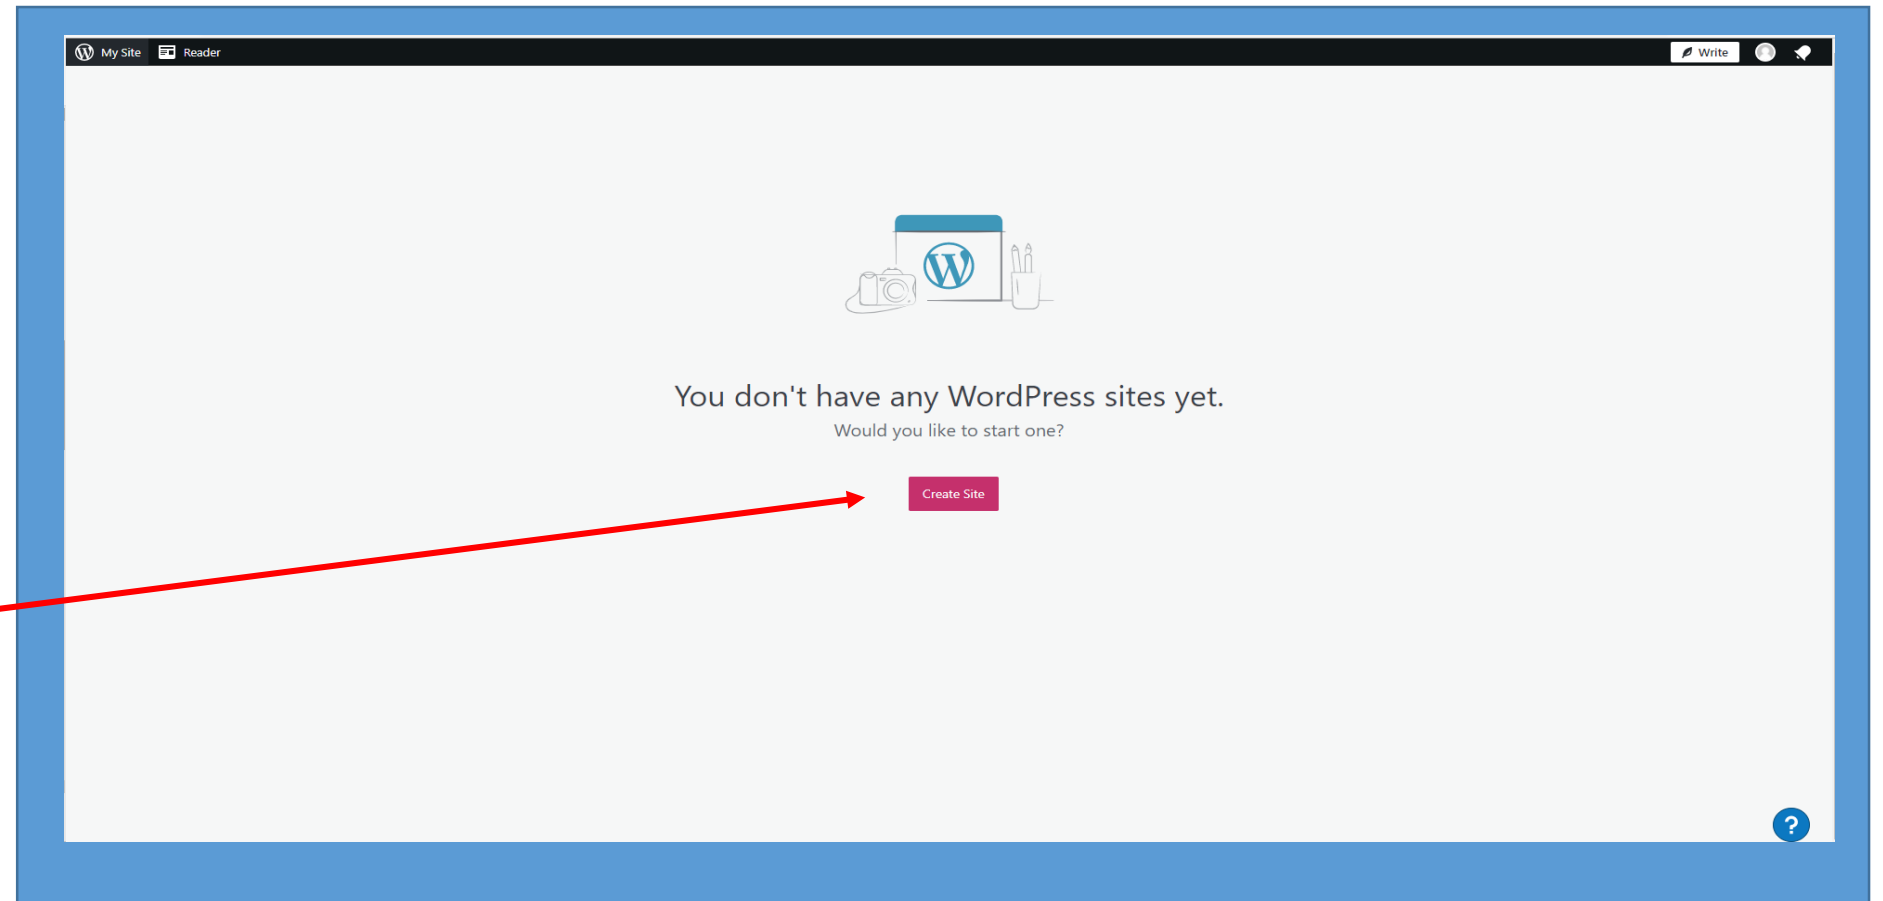 My Site Reader Write
You don't have any WordPress sites yet.
Would you like to start one?
Create Site
?